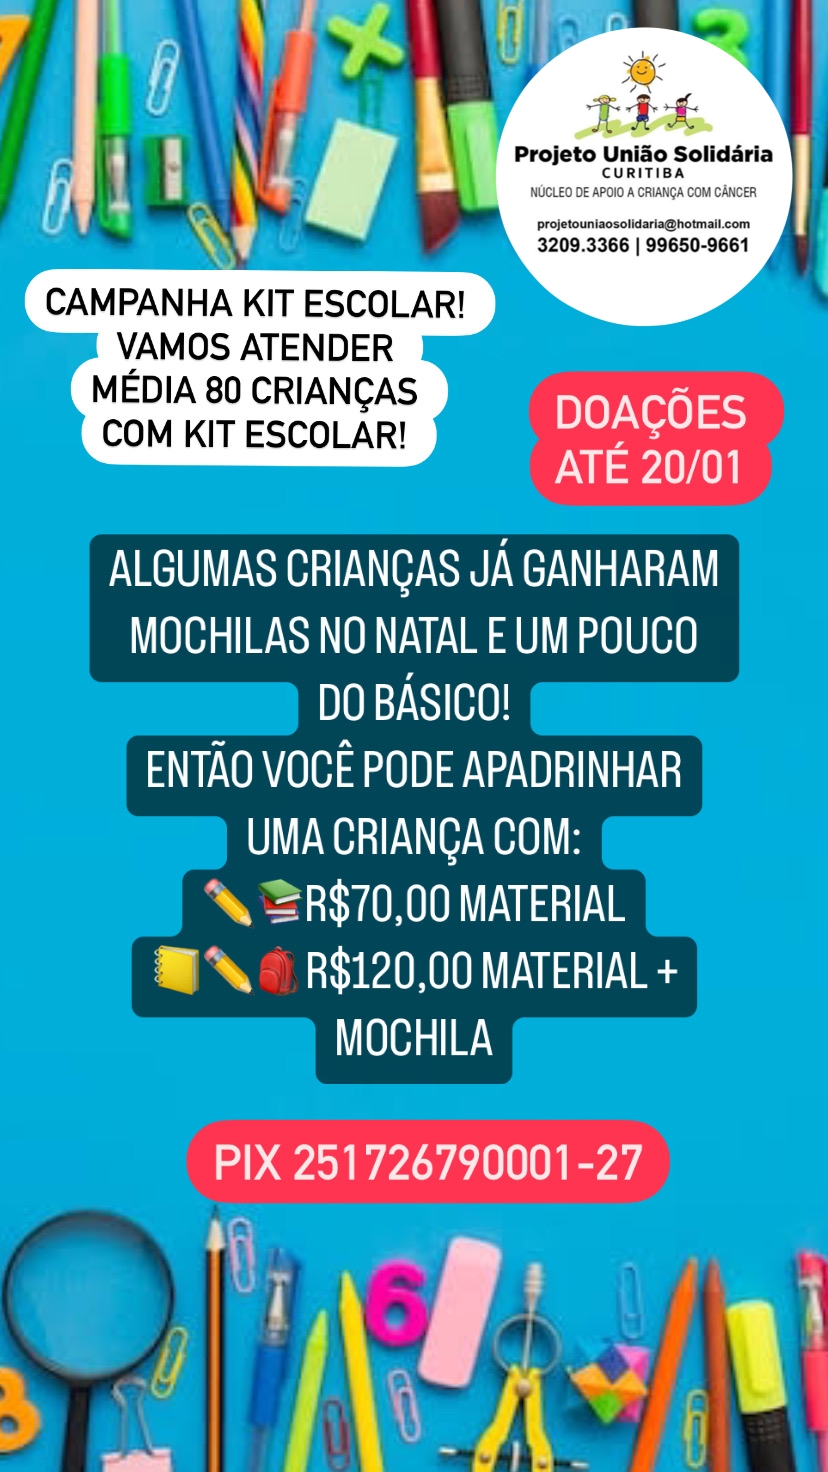 Projeto União Solidária
CURITIBA
NÚCLEO DE APOIO A CRIANÇA COM CÂNCER
projetouniaosolidaria@hotmail.com
3209.3366 | 99650-9661
CAMPANHA KIT ESCOLAR!
VAMOS ATENDER
MÉDIA 80 CRIANÇAS
COM KIT ESCOLAR!
DOAÇÕES
ATÉ 20/01
ALGUMAS CRIANÇAS JÁ GANHARAM
MOCHILAS NO NATAL E UM POUCO
DO BÁSICO!
ENTÃO VOCÊ PODE APADRINHAR
UMA CRIANÇA COM:
✏️📚R$70,00 MATERIAL
📒✏️🎒R$120,00 MATERIAL +
MOCHILA
PIX 251726790001-27
6
8